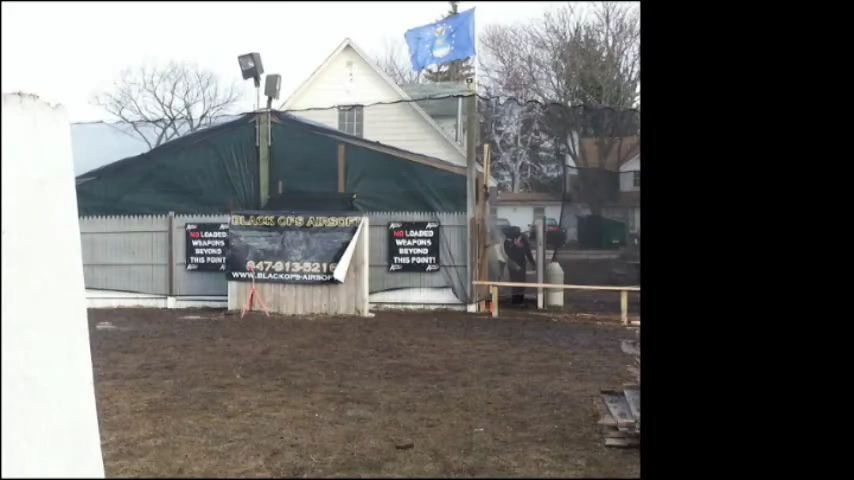 BLACK OPS AIRSOFT
847-913-5216
WWW.BLACKOPS-AIRSOFT
NO LOADED
WEAPONS
BEYOND
THIS POINT
NO LOADED
WEAPONS
BEYOND
THIS POINT!